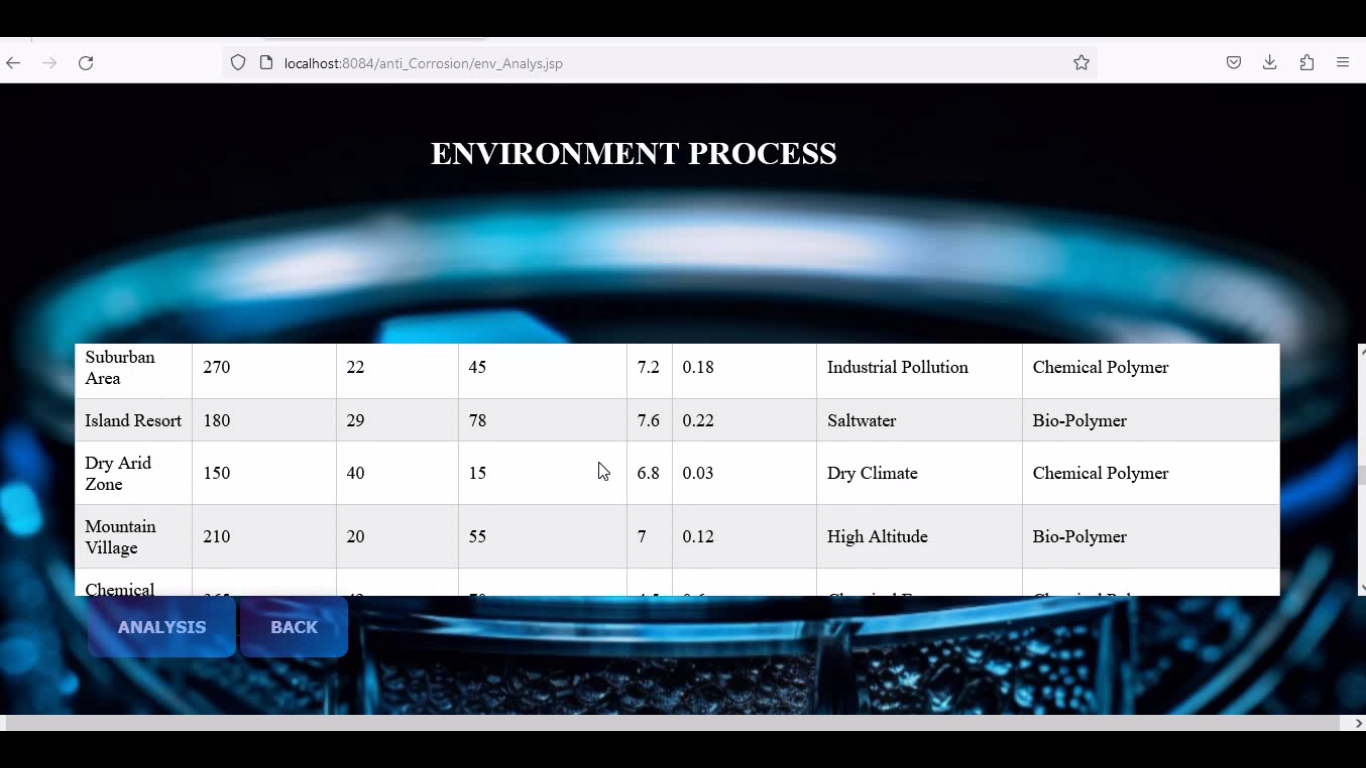 localhost:8084/anti_Corrosion/env_Analys.jsp
ENVIRONMENT PROCESS
Suburban Area 270 22 45 7.2 0.18 Industrial Pollution Chemical Polymer
Island Resort 180 29 78 7.6 0.22 Saltwater Bio-Polymer
Dry Arid Zone 150 40 15 6.8 0.03 Dry Climate Chemical Polymer
Mountain Village 210 20 55 7 0.12 High Altitude Bio-Polymer
Chemical
ANALYSIS BACK